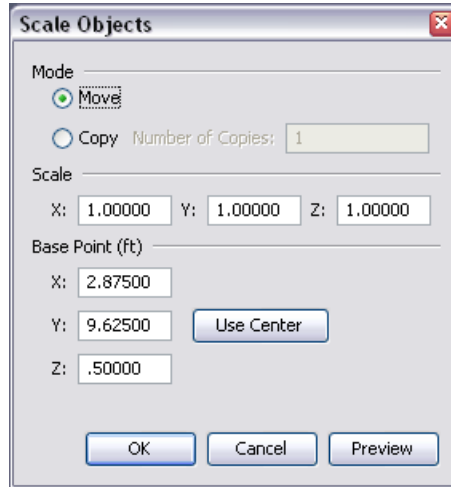 Scale Objects
Mode
Move
Copy Number of Copies: 1
Scale
X: 1.00000 Y: 1.00000 Z: 1.00000
Base Point (ft)
X: 2.87500
Y: 9.62500 Use Center
Z: .50000
OK Cancel Preview